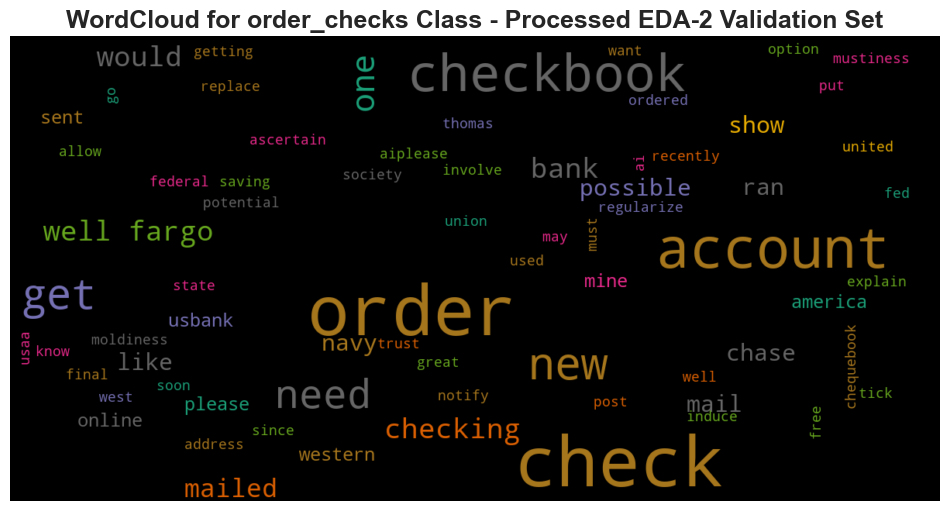 WordCloud for order_checks Class - Processed EDA-2 Validation Set
would
getting
one
checkbook
want
option
mustiness
go
replace
ordered
put
sent
thomas
show
ascertain
united
allow
aiplease
involve
bank
ai
recently
federal
saving
society
possible
ran
fed
potential
regularize
union
well fargo
must
may
account
used
get
state
mine
explain
order
america
usbank
usaa
know
moldiness
navy
trust
chase
chequebook
like
great
new
final
soon
need
well
west
please
notify
post
mail
tick
online
since
checking
induce
free
address
western
check
mailed